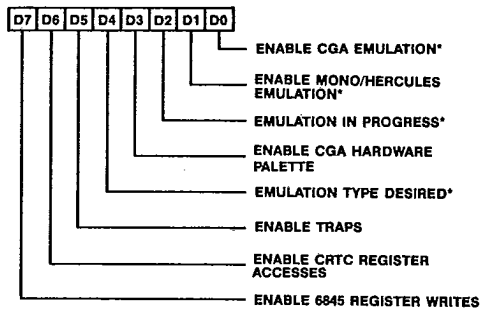 D7 D6 D5 D4 D3 D2 D1 D0
ENABLE CGA EMULATION*
ENABLE MONO/HERCULES
EMULATION*
EMULATION IN PROGRESS*
ENABLE CGA HARDWARE
PALETTE
EMULATION TYPE DESIRED*
ENABLE TRAPS
ENABLE CRTC REGISTER
ACCESSES
ENABLE 6845 REGISTER WRITES